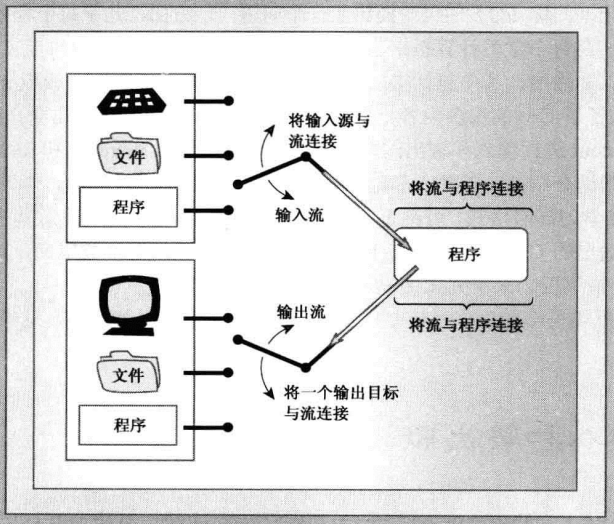 将输入源与
流连接
文件
程序
输入流
将流与程序连接
程序
将流与程序连接
输出流
文件
将一个输出目标
与流连接
程序